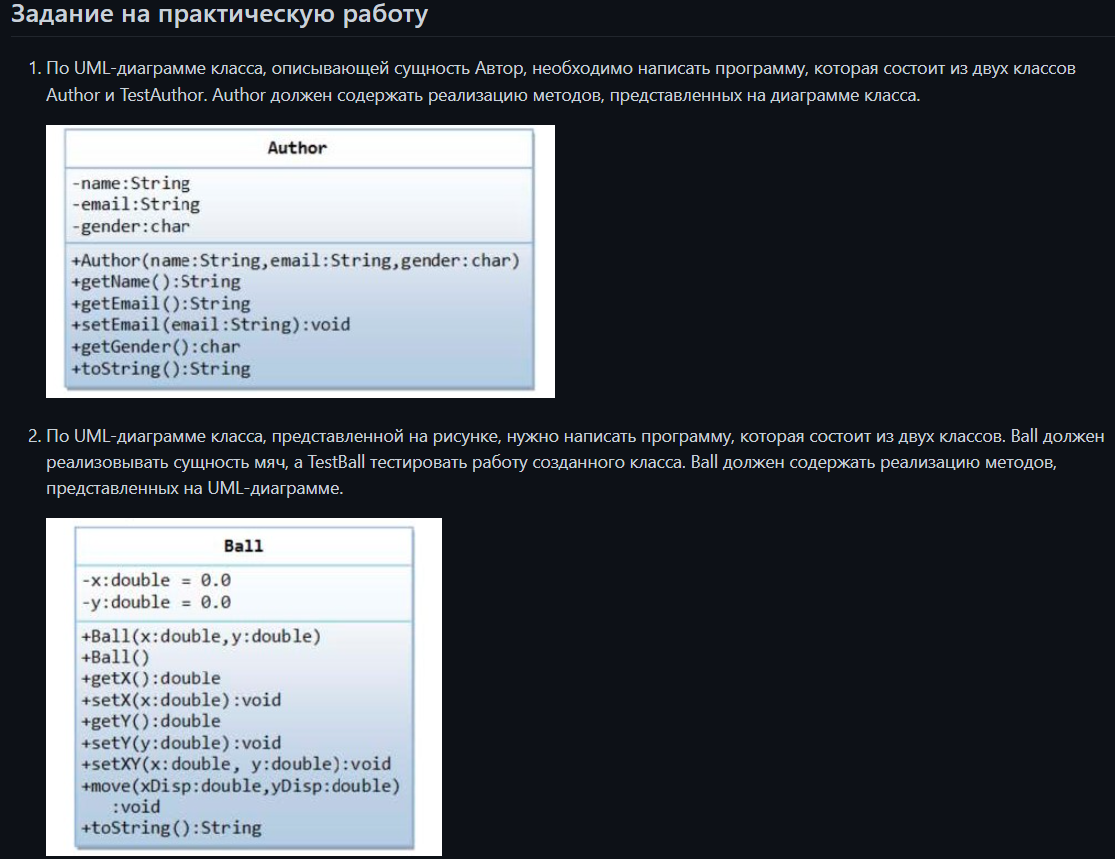 Задание на практическую работу
1. По UML-диаграмме класса, описывающей сущность Автор, необходимо написать программу, которая состоит из двух классов
Author и TestAuthor. Author должен содержать реализацию методов, представленных на диаграмме класса.
Author
-name:String
-email:String
-gender:char
+Author(name:String,email:String,gender:char)
+getName():String
+getEmail():String
+setEmail(email:String):void
+getGender():char
+toString():String
2. По UML-диаграмме класса, представленной на рисунке, нужно написать программу, которая состоит из двух классов. Ball должен
реализовывать сущность мяч, а TestBall тестировать работу созданного класса. Ball должен содержать реализацию методов,
представленных на UML-диаграмме.
Ball
-x:double = 0.0
-y:double = 0.0
+Ball(x:double,y:double)
+Ball()
+getX():double
+setX(x:double):void
+getY():double
+setY(y:double):void
+setXY(x:double, y:double):void
+move(xDisp:double,yDisp:double)
:void
+toString():String